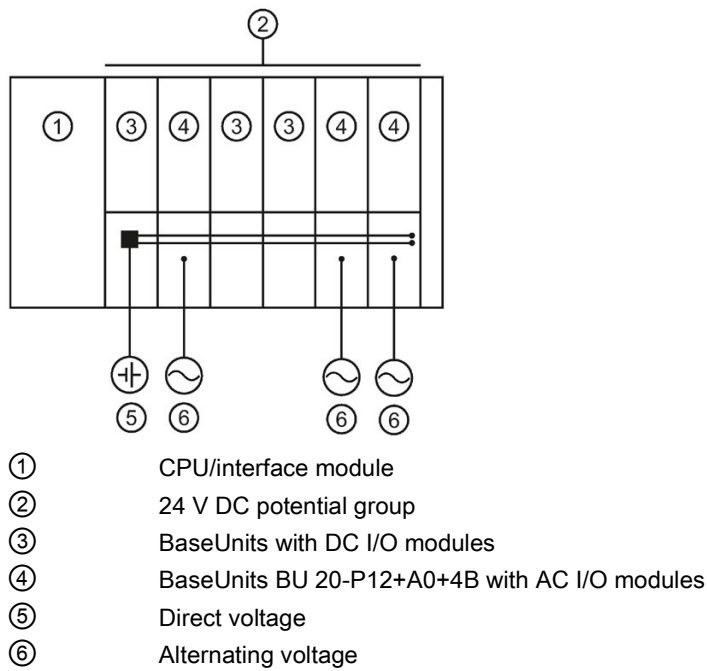 ②
① ③ ④ ③ ③ ④ ④
⑤ ⑥ ⑥ ⑥
① CPU/interface module
② 24 V DC potential group
③ BaseUnits with DC I/O modules
④ BaseUnits BU 20-P12+A0+4B with AC I/O modules
⑤ Direct voltage
⑥ Alternating voltage